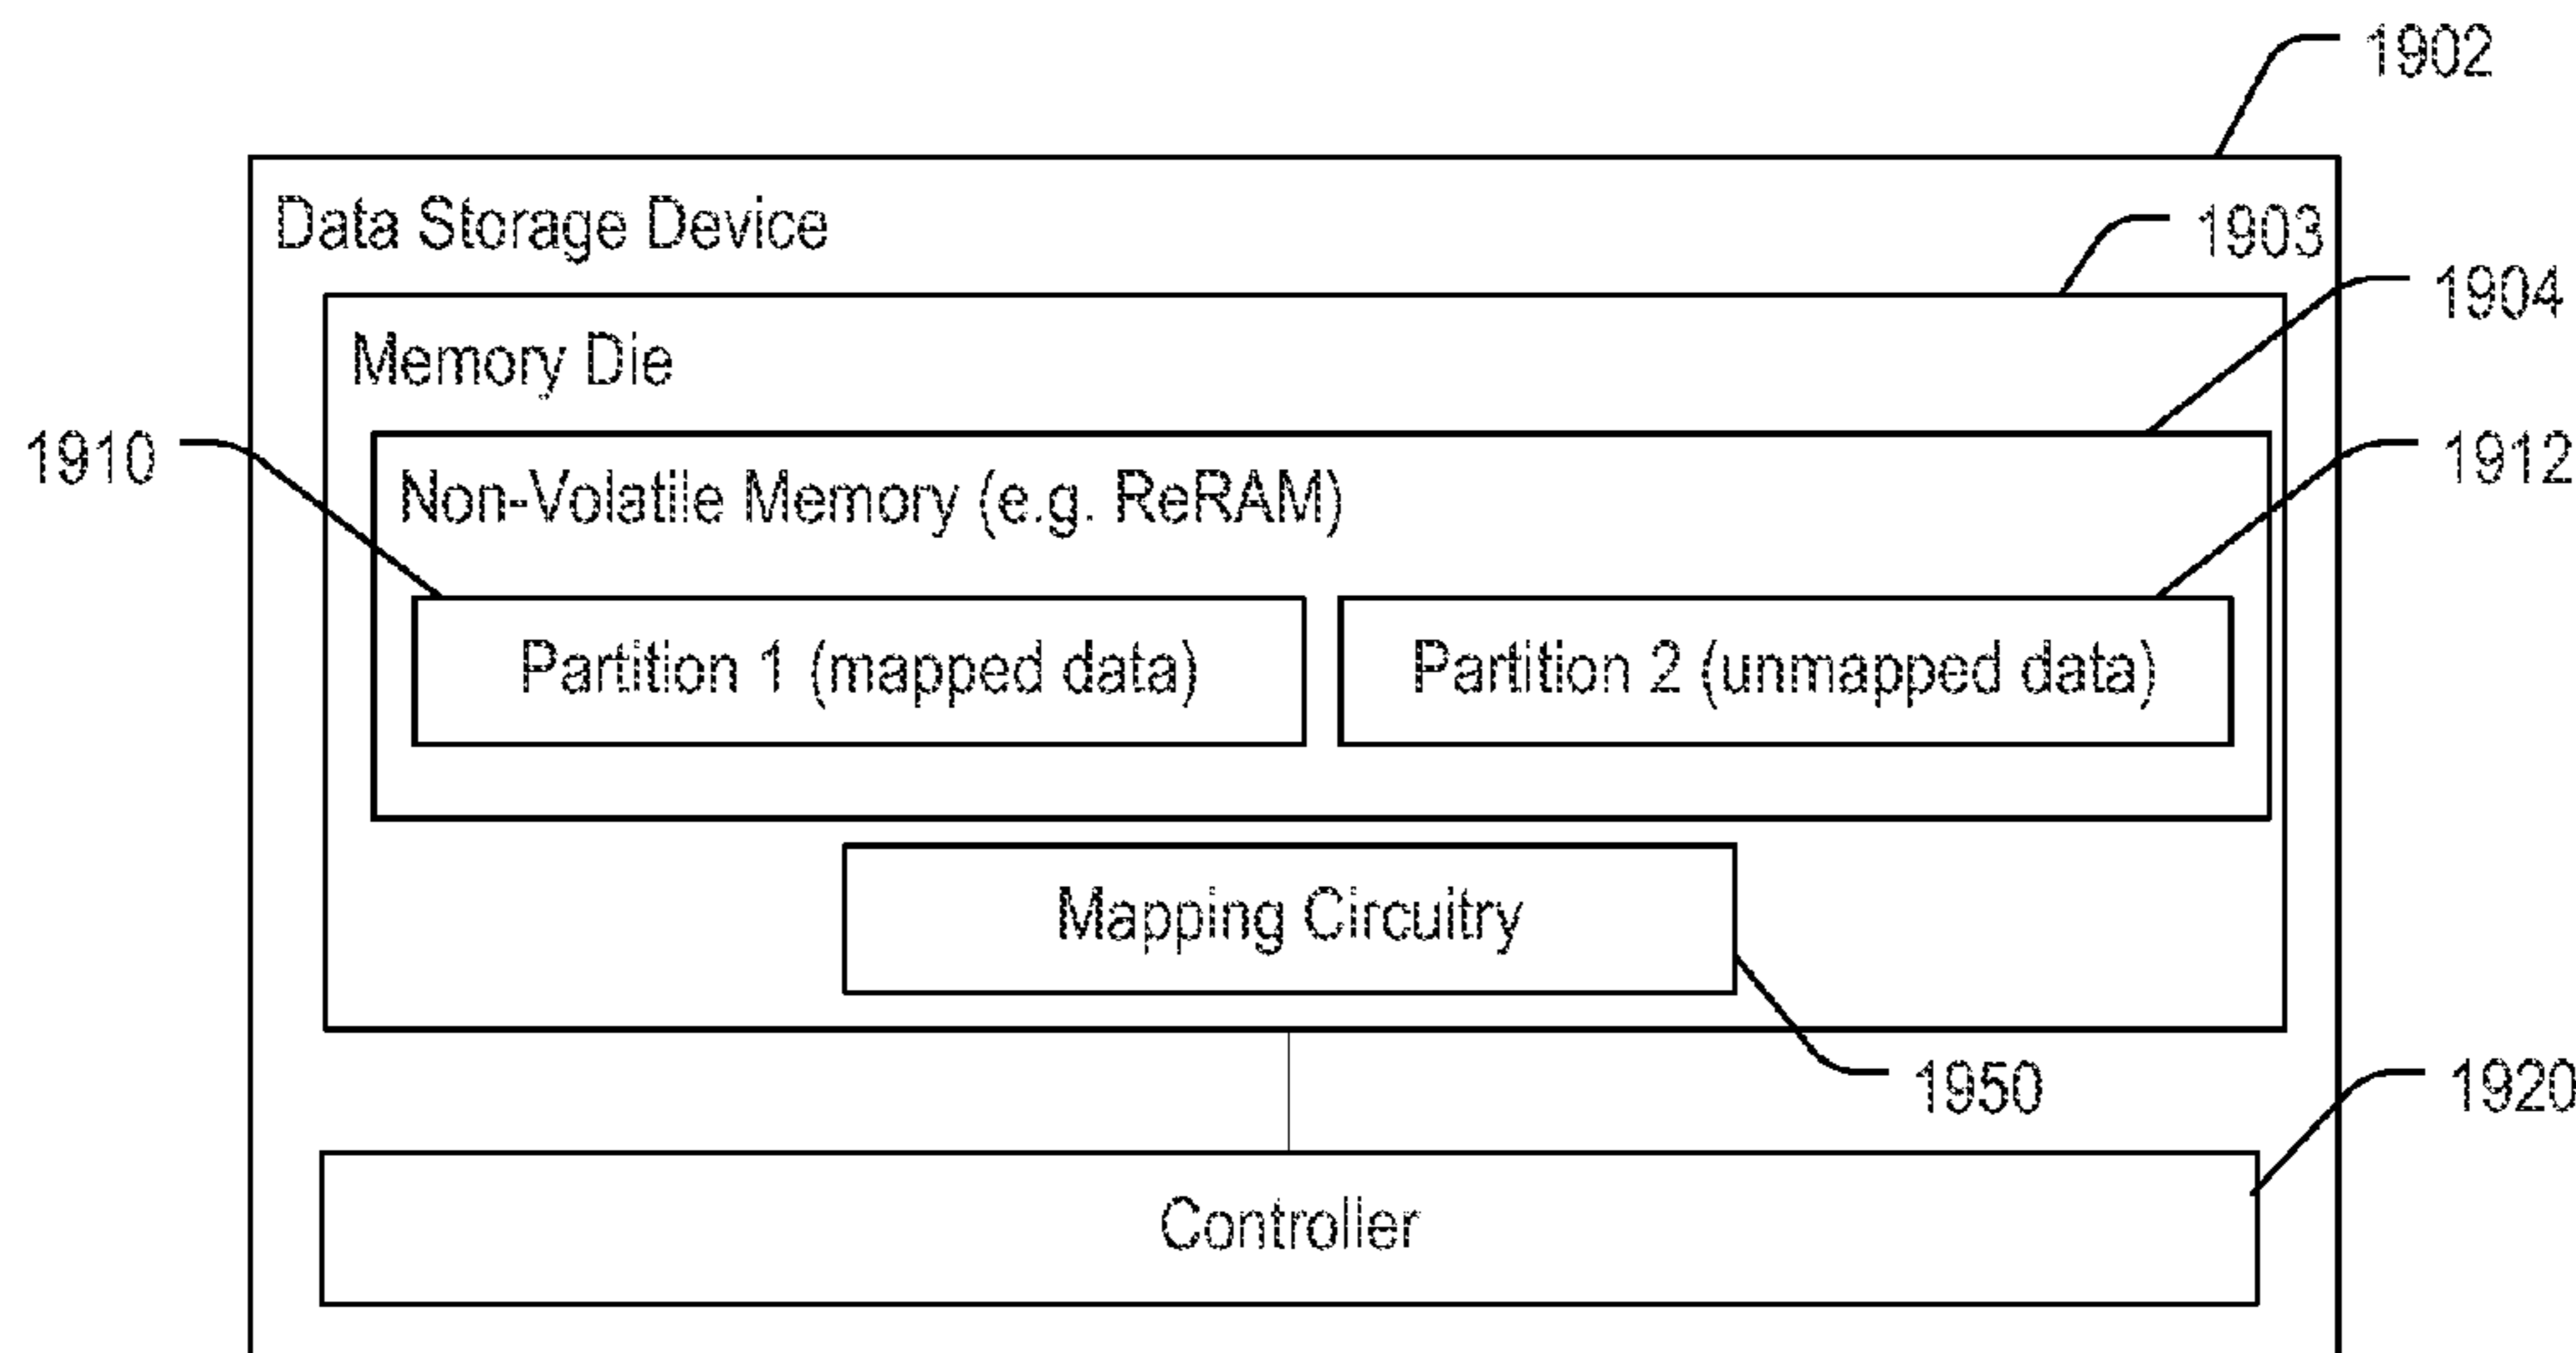 1902
Data Storage Device
1903
1904
Memory Die
1910
1912
Non-Volatile Memory (e.g. ReRAM)
Partition 1 (mapped data)
Partition 2 (unmapped data)
Mapping Circuitry
1950
1920
Controller